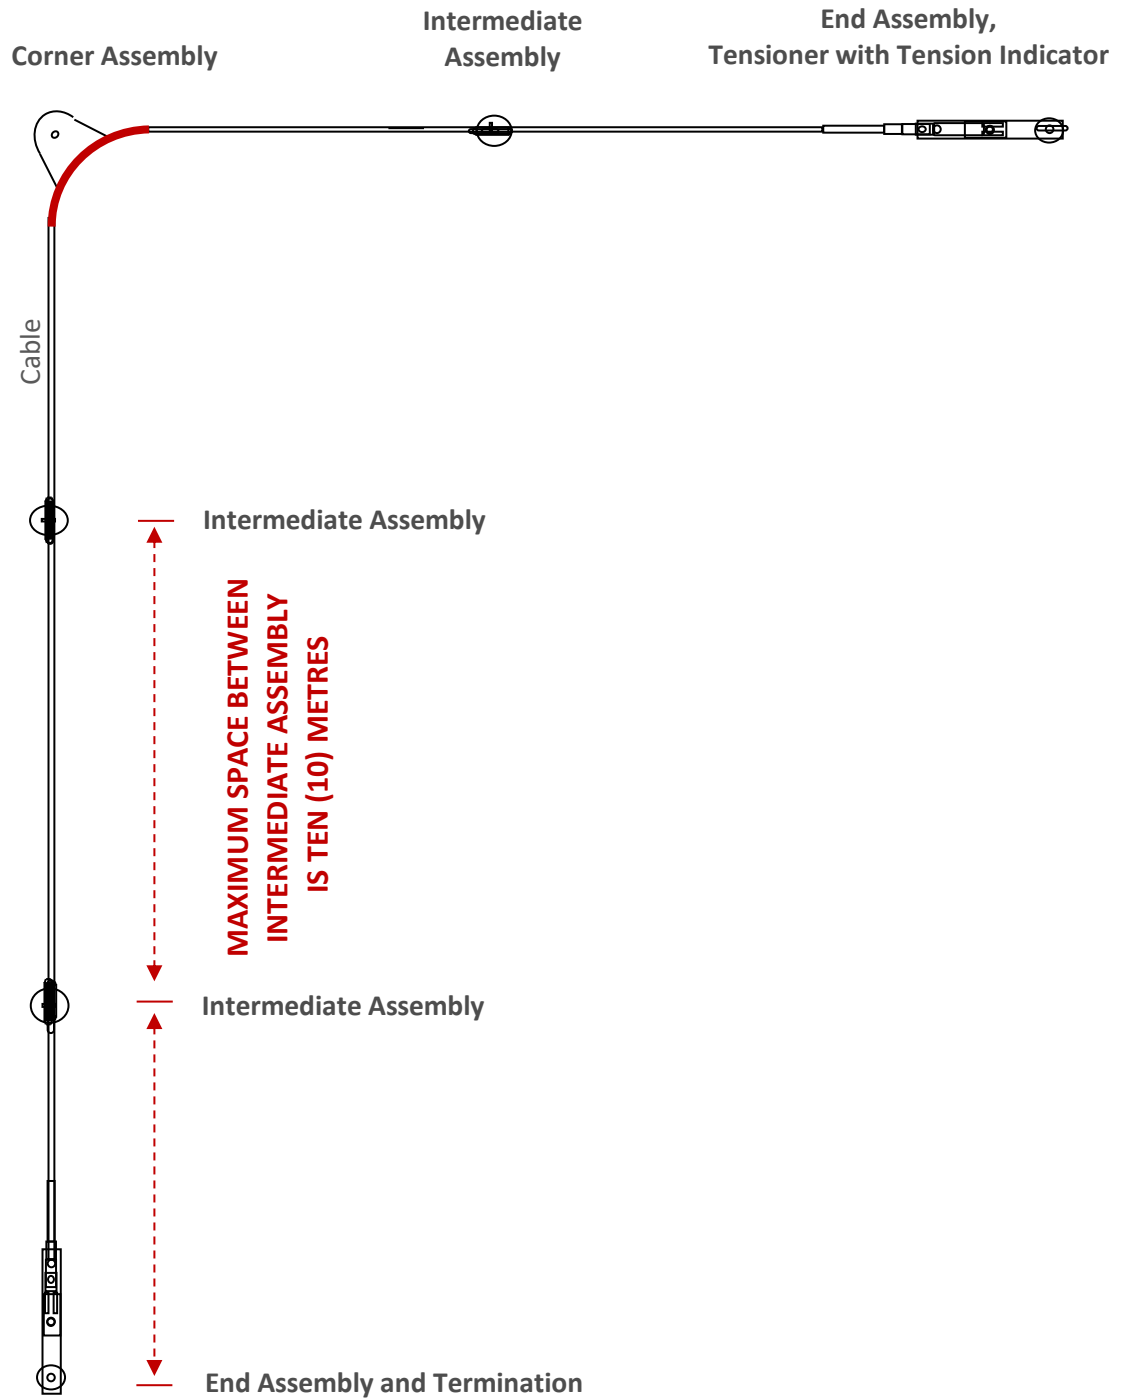 Corner Assembly
Intermediate
Assembly
End Assembly,
Tensioner with Tension Indicator
Cable
Intermediate Assembly
MAXIMUM SPACE BETWEEN
INTERMEDIATE ASSEMBLY
IS TEN (10) METRES
Intermediate Assembly
End Assembly and Termination